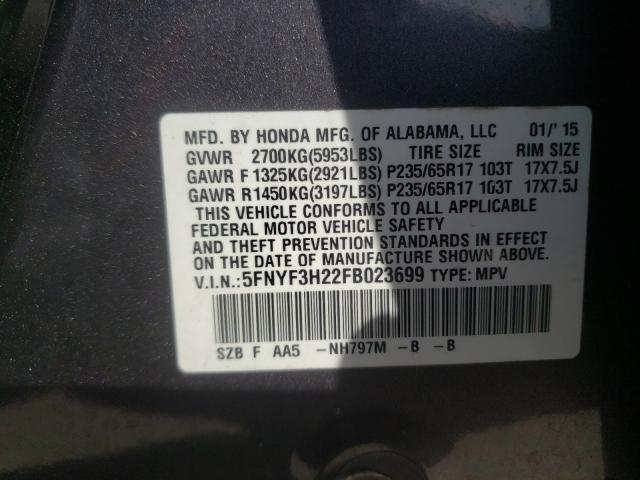 MFD. BY HONDA MFG. OF ALABAMA, LLC 01/'15
GVWR 2700KG(5953LBS) TIRE SIZE RIM SIZE
GAWR F 1325KG(2921LBS) P235/65R17 103T 17X7.5J
GAWR R1450KG(3197LBS) P235/65R17 103T 17X7.5J
THIS VEHICLE CONFORMS TO ALL APPLICABLE
FEDERAL MOTOR VEHICLE SAFETY
AND THEFT PREVENTION STANDARDS IN EFFECT
ON THE DATE OF MANUFACTURE SHOWN ABOVE.
V.I.N.:5FNYF3H22FB023699 TYPE: MPV
SZB F AA5 -NH797M -B -B